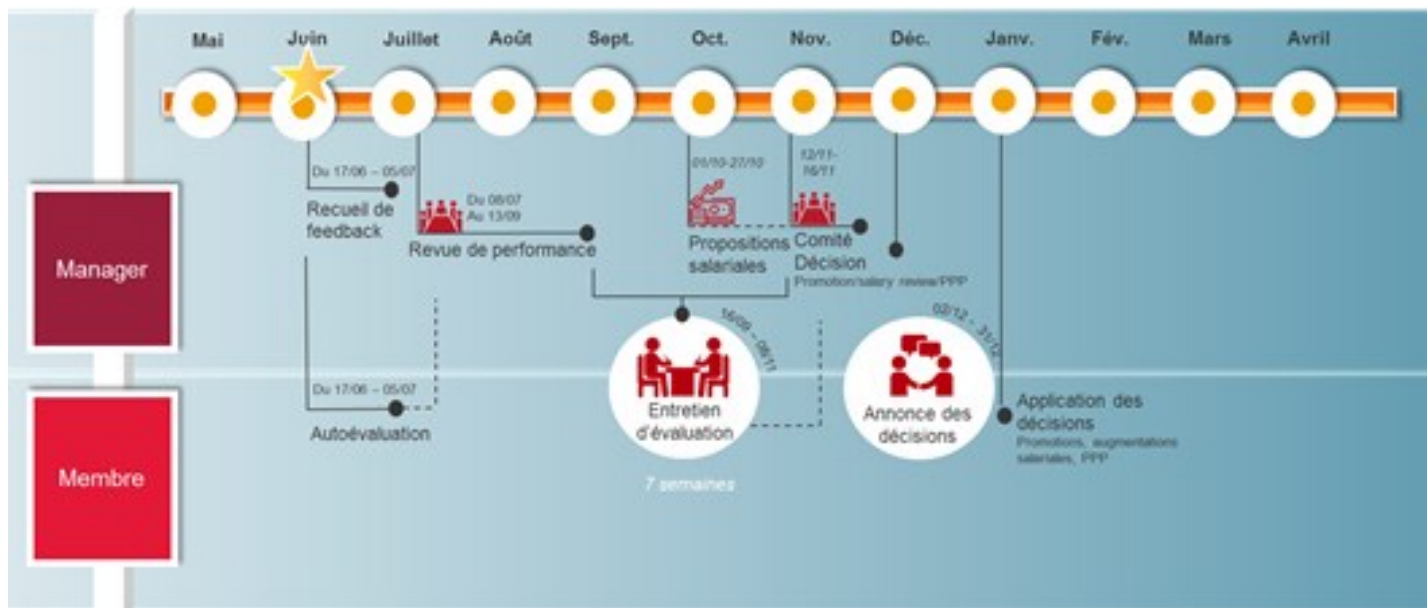 Mai Juin Juillet Août Sept. Oct. Nov. Déc. Janv. Fév. Mars Avril
Manager
Du 17/06 – 05/07
Recueil de
feedback
Du 08/07
Au 13/09
Revue de performance
01/10-27/10
Propositions
salariales
12/11-
16/11
Comité
Décision
Promotion/salary review/PPP
16/09 – 08/11
Entretien
d'évaluation
7 semaines
02/12 – 31/12
Annonce des
décisions
Membre
Du 17/06 – 05/07
Autoévaluation
Application des
décisions
Promotions, augmentations
salariales, PPP